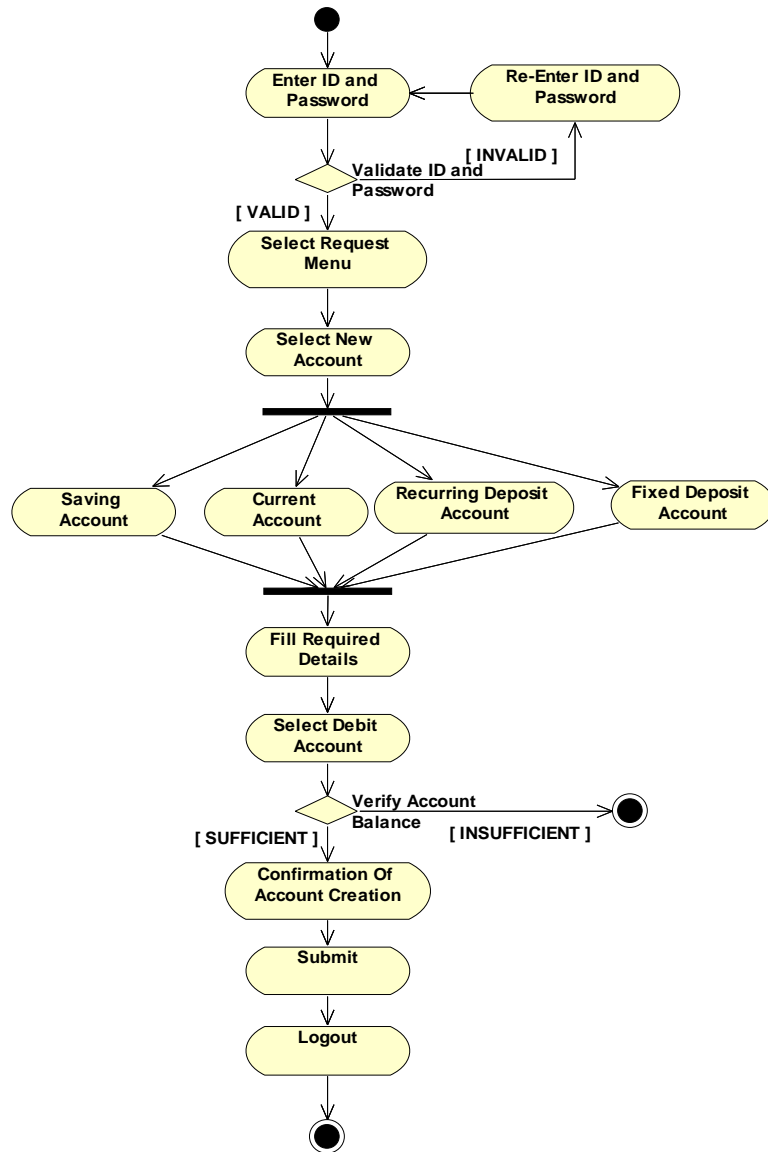 Enter ID and
Password
Re-Enter ID and
Password
[ INVALID ]
Validate ID and
Password
[ VALID ]
Select Request
Menu
Select New
Account
Saving
Account
Current
Account
Recurring Deposit
Account
Fixed Deposit
Account
Fill Required
Details
Select Debit
Account
Verify Account
Balance
[ SUFFICIENT ]
[ INSUFFICIENT ]
Confirmation Of
Account Creation
Submit
Logout